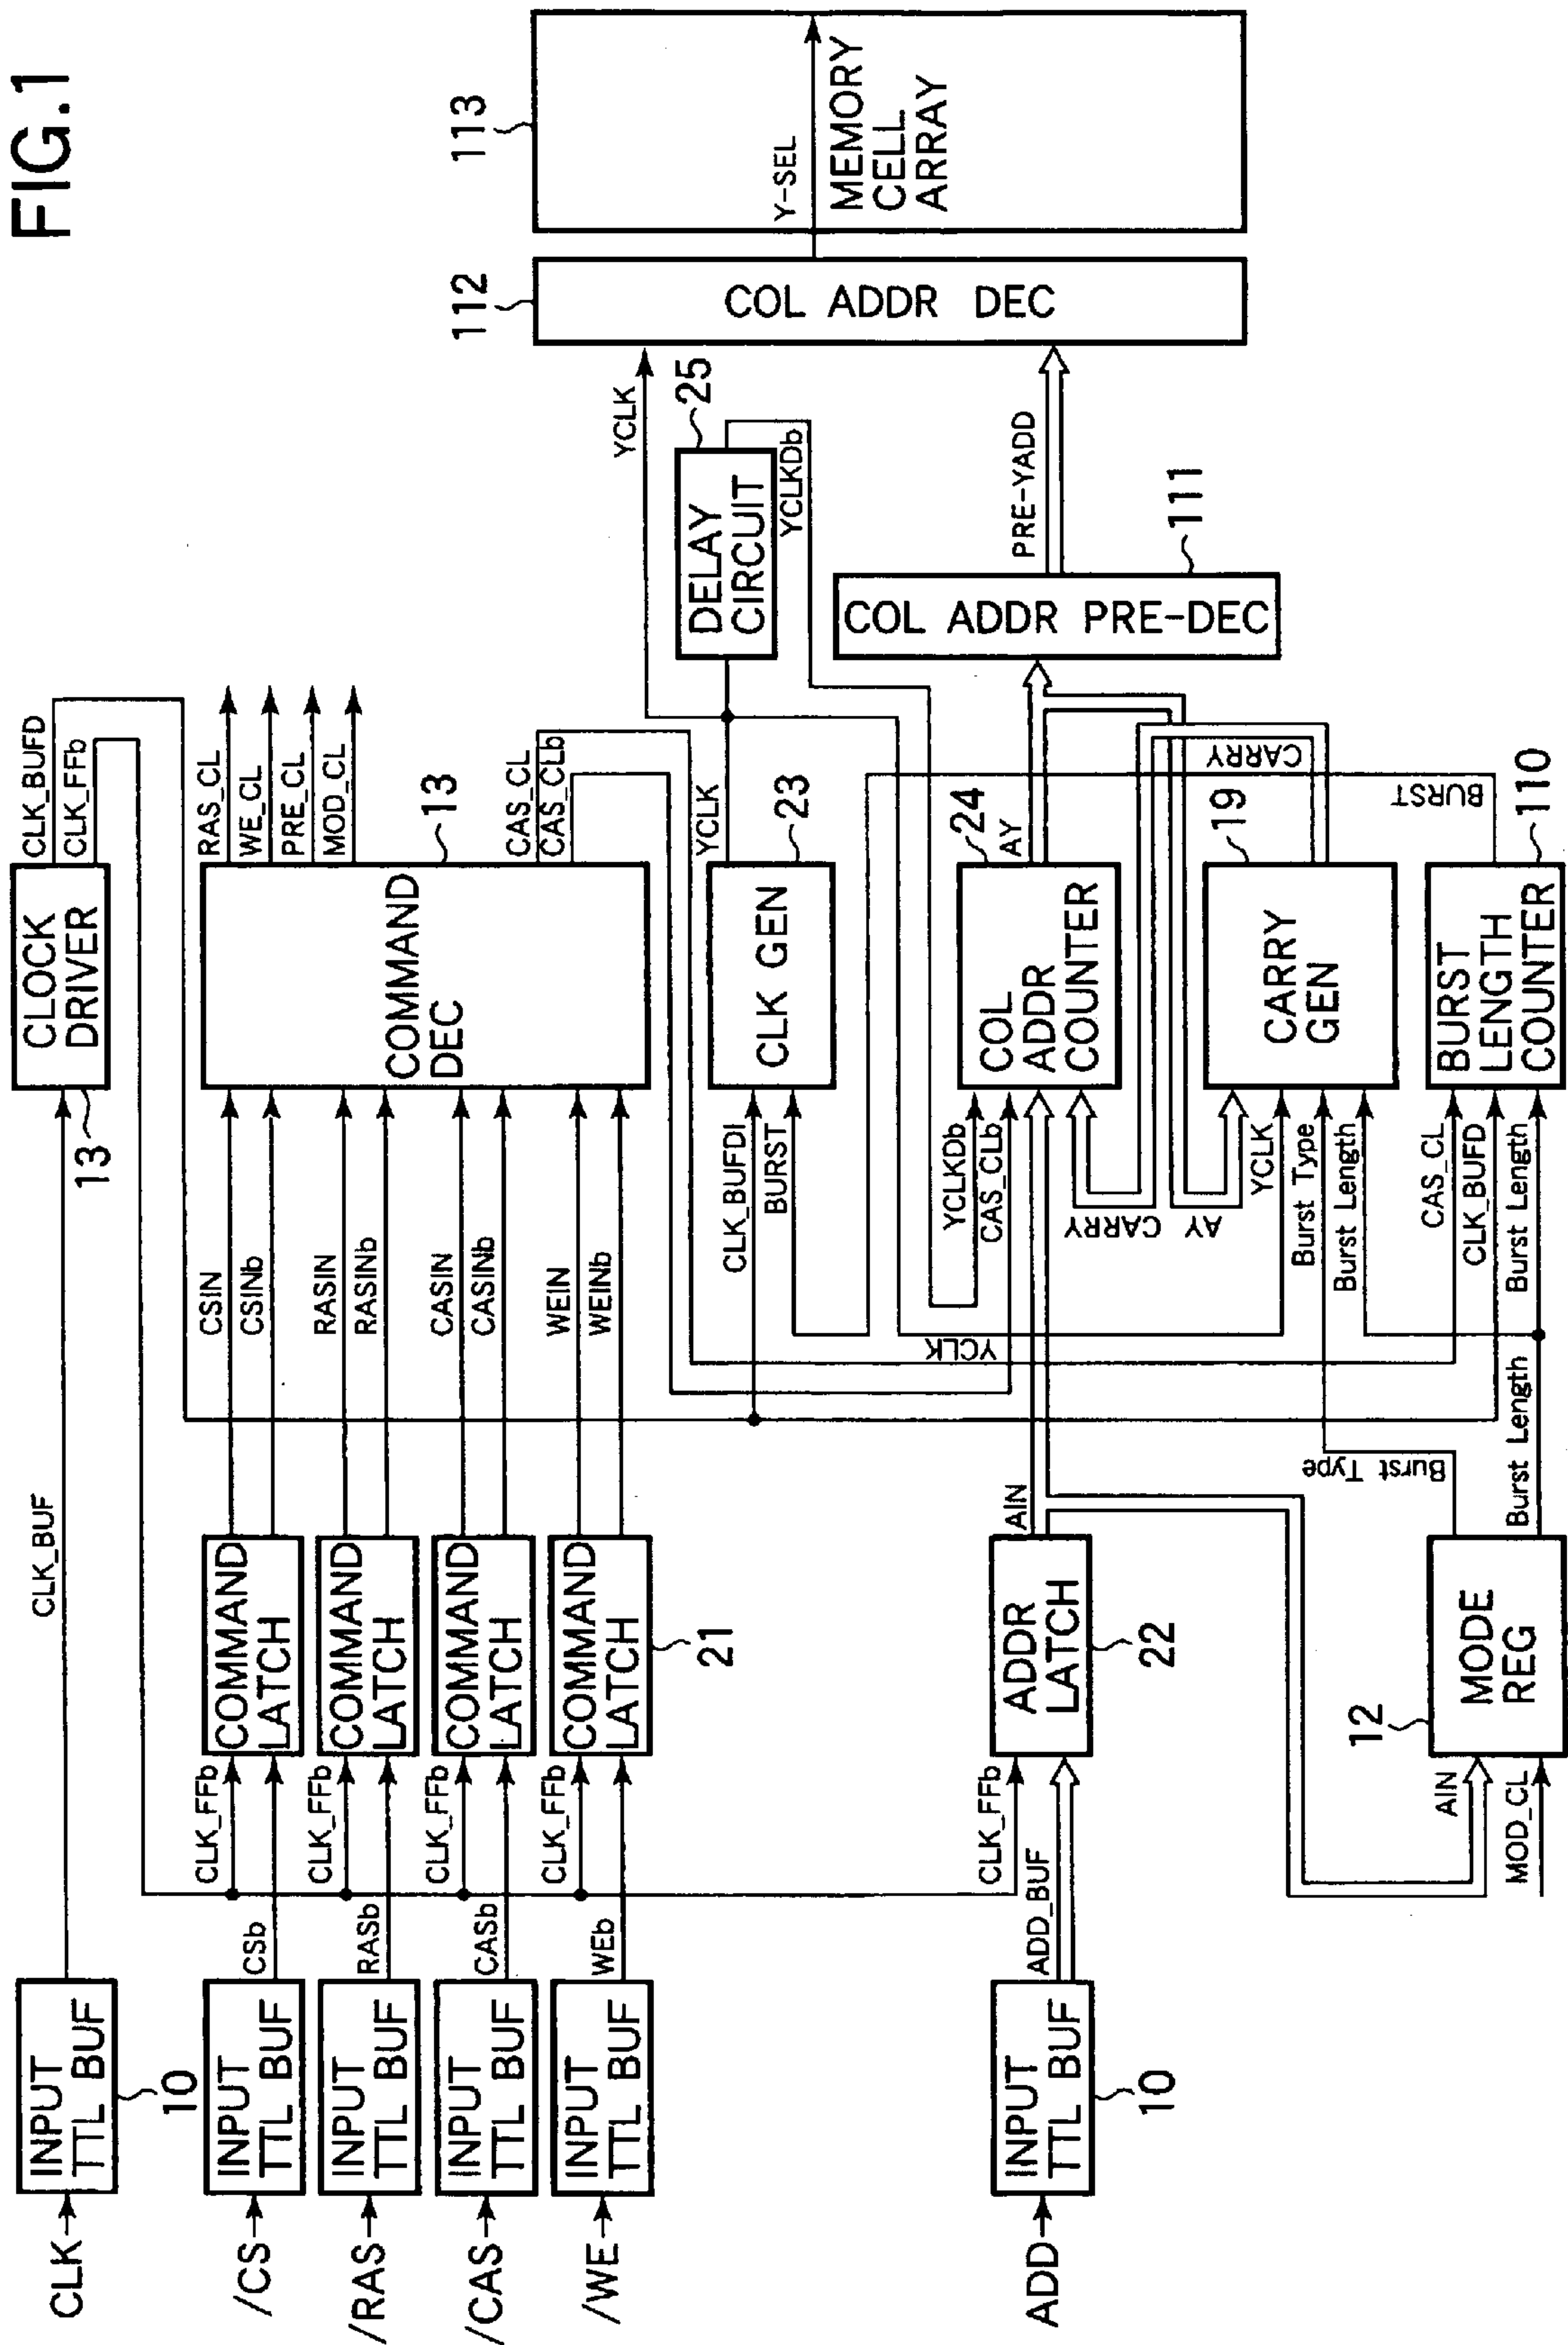 FIG.1
CLK
INPUT
TTL BUF
10
CLK_BUF
CLOCK
DRIVER
13
CLK_BUFD
CLK_FFb
/CS
INPUT
TTL BUF
CSb
CLK_FFb
COMMAND
LATCH
CSIN
CSINb
/RAS
INPUT
TTL BUF
RASb
CLK_FFb
COMMAND
LATCH
RASIN
RASINb
/CAS
INPUT
TTL BUF
CASb
CLK_FFb
COMMAND
LATCH
CASIN
CASINb
/WE
INPUT
TTL BUF
WEb
CLK_FFb
COMMAND
LATCH
21
WEIN
WEINb
COMMAND
DEC
13
RAS_CL
WE_CL
PRE_CL
MOD_CL
CAS_CL
CAS_CLb
CLK_BUFDI
BURST
CLK GEN
23
YCLK
DELAY
CIRCUIT
25
YCLK
YCLKDb
ADD
INPUT
TTL BUF
10
CLK_FFb
ADD_BUF
ADDR
LATCH
22
AIN
YCLK
YCLKDb
CAS_CLb
COL
ADDR
COUNTER
24
AY
COL ADDR PRE-DEC
111
PRE-YADD
COL ADDR DEC
112
Y-SEL
MEMORY
CELL
ARRAY
113
CARRY
AY
YCLK
Burst Type
Burst Length
CARRY
GEN
19
CARRY
BURST
AIN
MOD_CL
MODE
REG
12
Burst Type
Burst Length
CAS_CL
CLK_BUFD
Burst Length
BURST
LENGTH
COUNTER
110